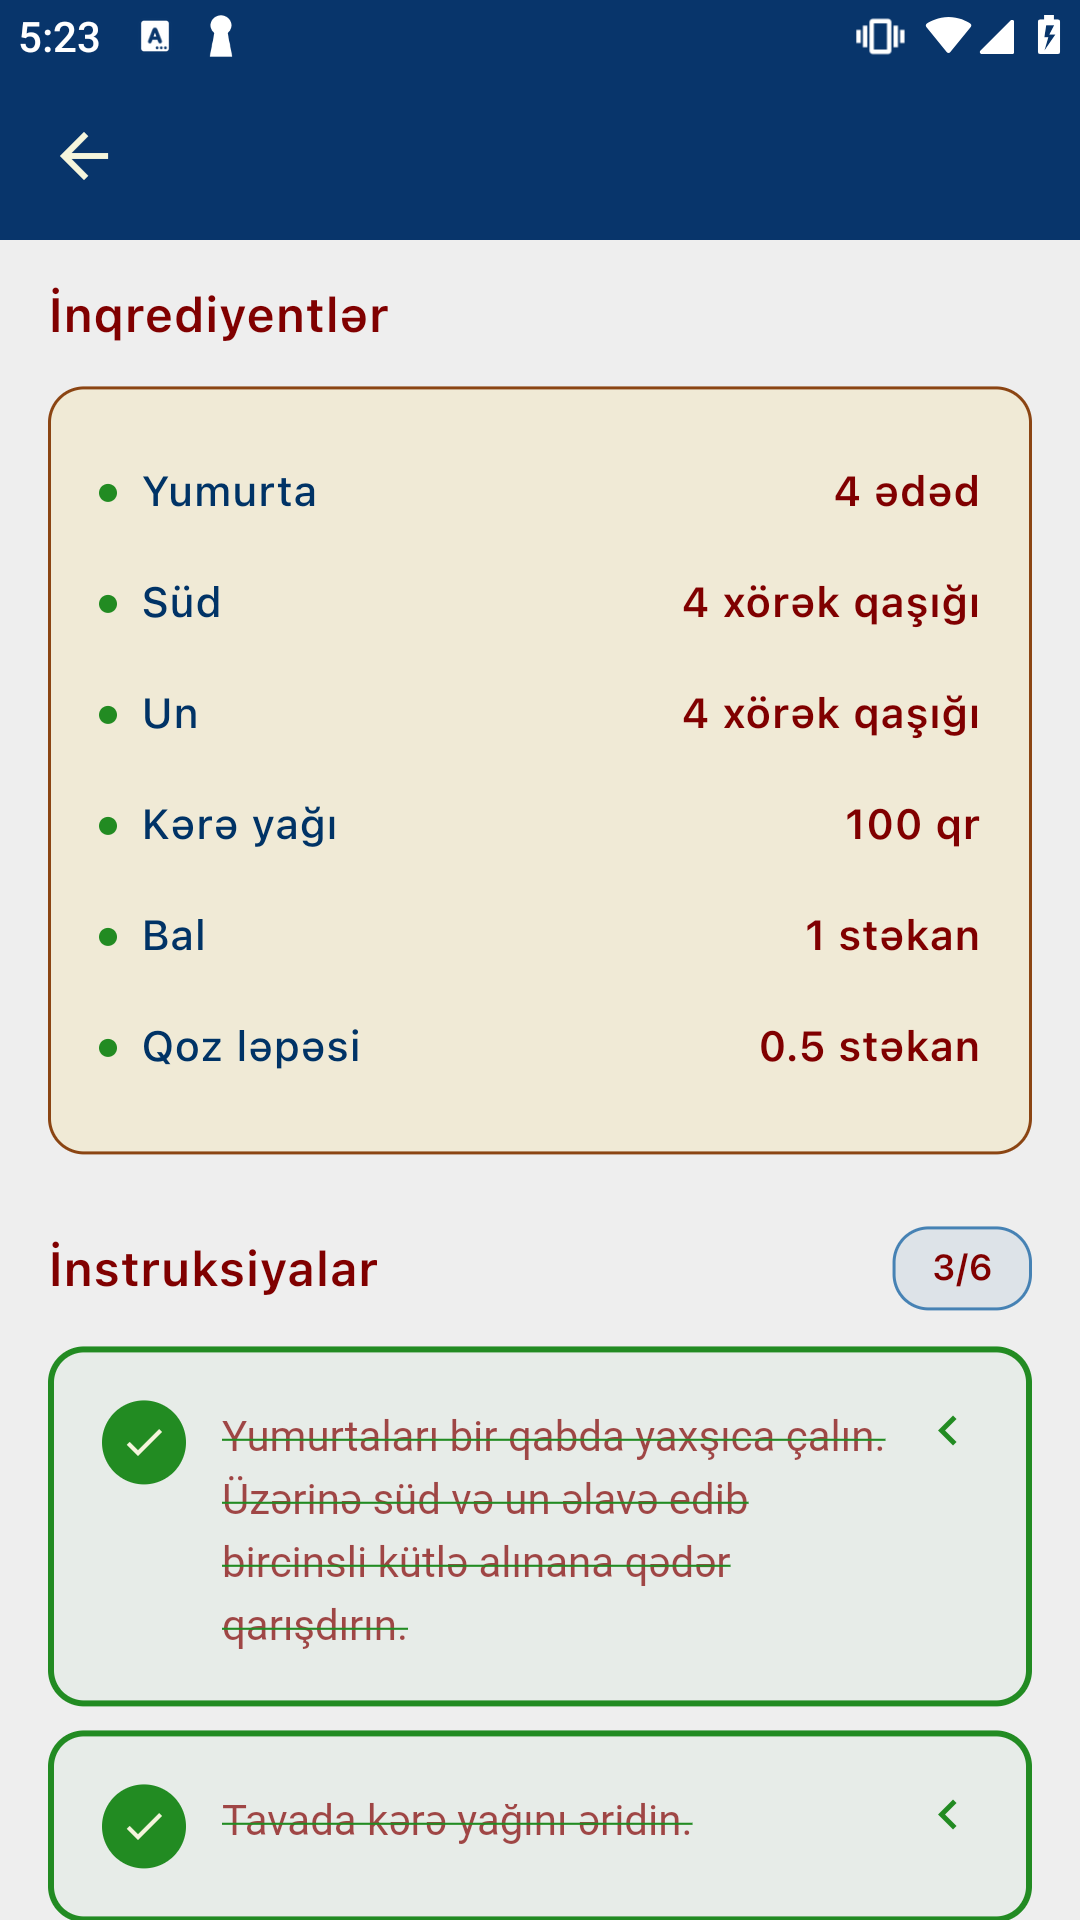 5:23
İnqrediyentlər
Yumurta 4 ədəd
Süd 4 xörək qaşığı
Un 4 xörək qaşığı
Kərə yağı 100 qr
Bal 1 stəkan
Qoz ləpəsi 0.5 stəkan
İnstruksiyalar 3/6
Yumurtaları bir qabda yaxşıca çalın.
Üzərinə süd və un əlavə edib
bircinsli kütlə alınana qədər
qarışdırın.
Tavada kərə yağını əridin.